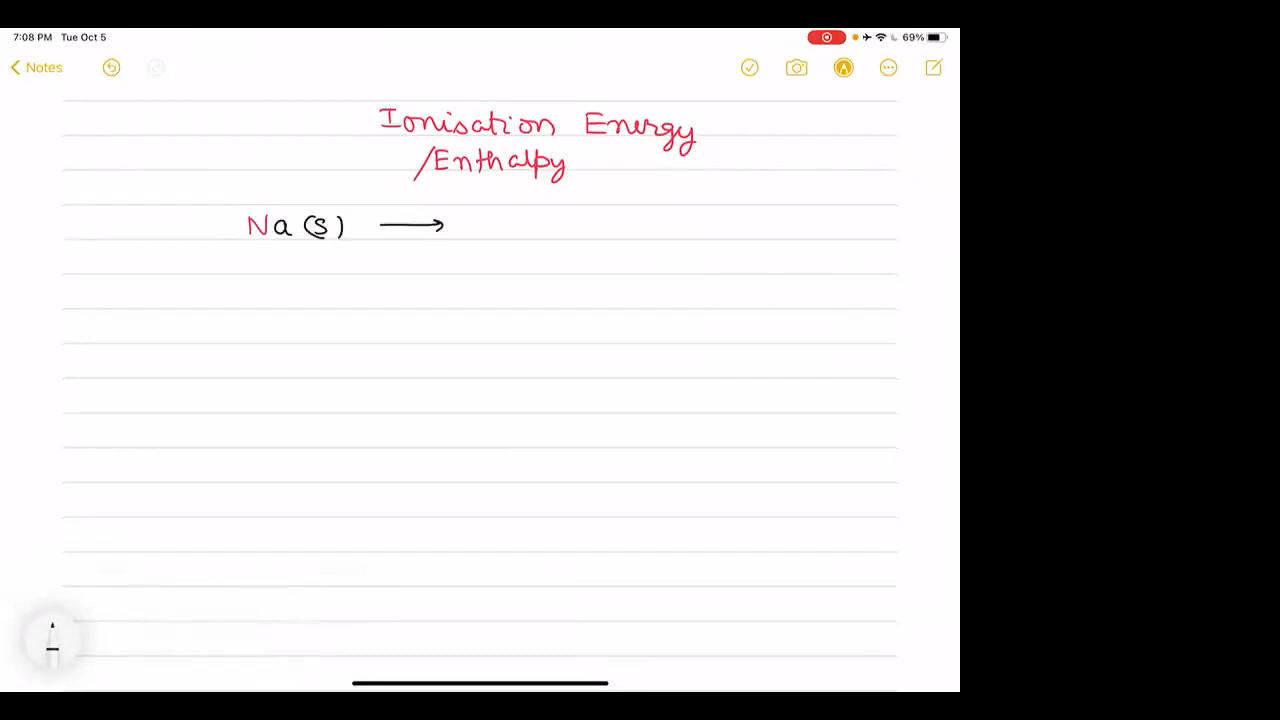 7:08 PM Tue Oct 5
69%
Notes
Ionisation Energy
/Enthalpy
Na (s) ⟶